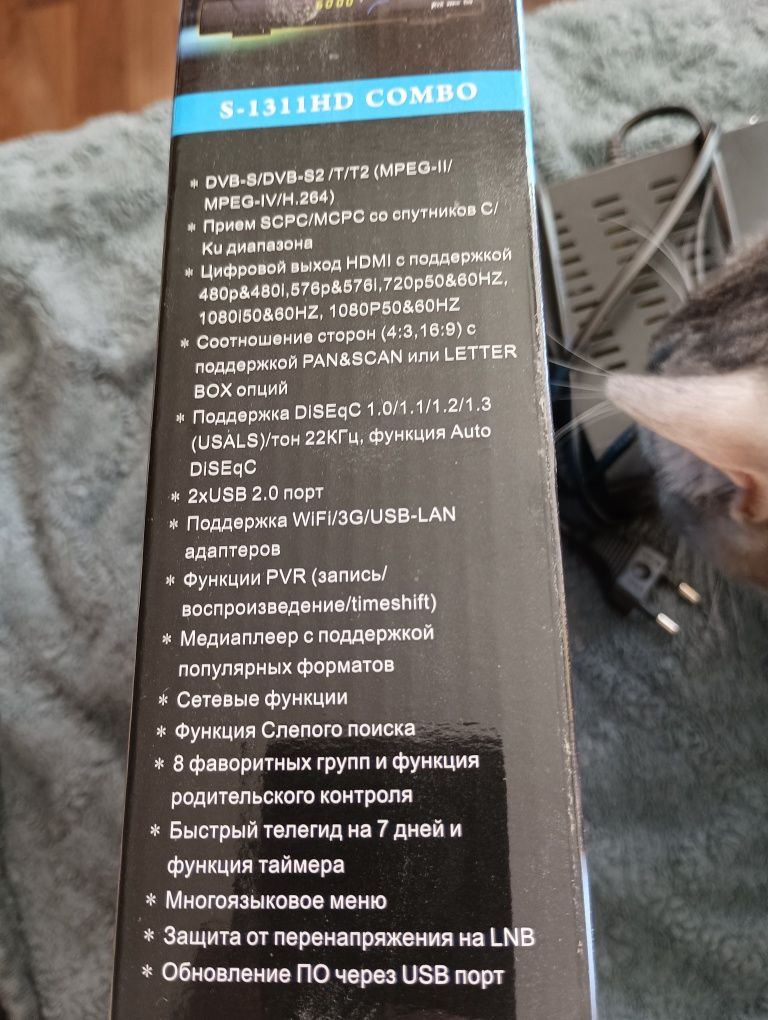 6000
S-1311HD COMBO
* DVB-S/DVB-S2 /T/T2 (MPEG-II/
MPEG-IV/H.264)
* Прием SCPC/MCPC со спутников C/
Ku диапазона
* Цифровой выход HDMI с поддержкой
480p&480i,576p&576i,720p50&60HZ,
1080i50&60HZ, 1080P50&60HZ
* Соотношение сторон (4:3,16:9) с
поддержкой PAN&SCAN или LETTER
BOX опций
* Поддержка DiSEqC 1.0/1.1/1.2/1.3
(USALS)/тон 22КГц, функция Auto
DiSEqC
* 2xUSB 2.0 порт
* Поддержка WiFi/3G/USB-LAN
адаптеров
* Функции PVR (запись/
воспроизведение/timeshift)
* Медиаплеер с поддержкой
популярных форматов
* Сетевые функции
* Функция Слепого поиска
* 8 фаворитных групп и функция
родительского контроля
* Быстрый телегид на 7 дней и
функция таймера
* Многоязыковое меню
* Защита от перенапряжения на LNB
* Обновление ПО через USB порт